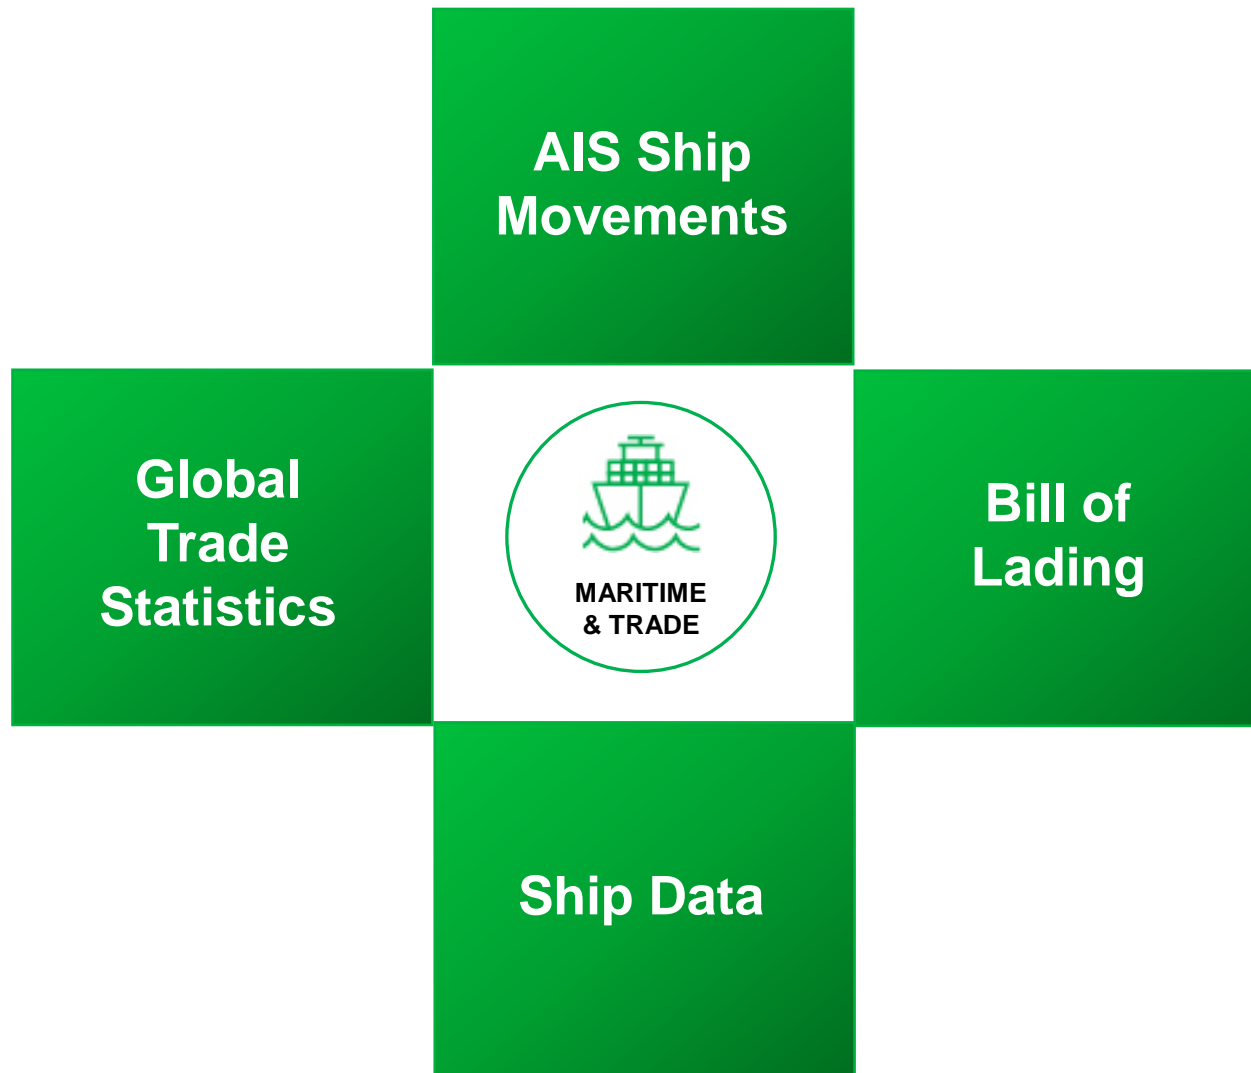 AIS Ship
Movements
Global
Trade
Statistics
MARITIME
& TRADE
Bill of
Lading
Ship Data